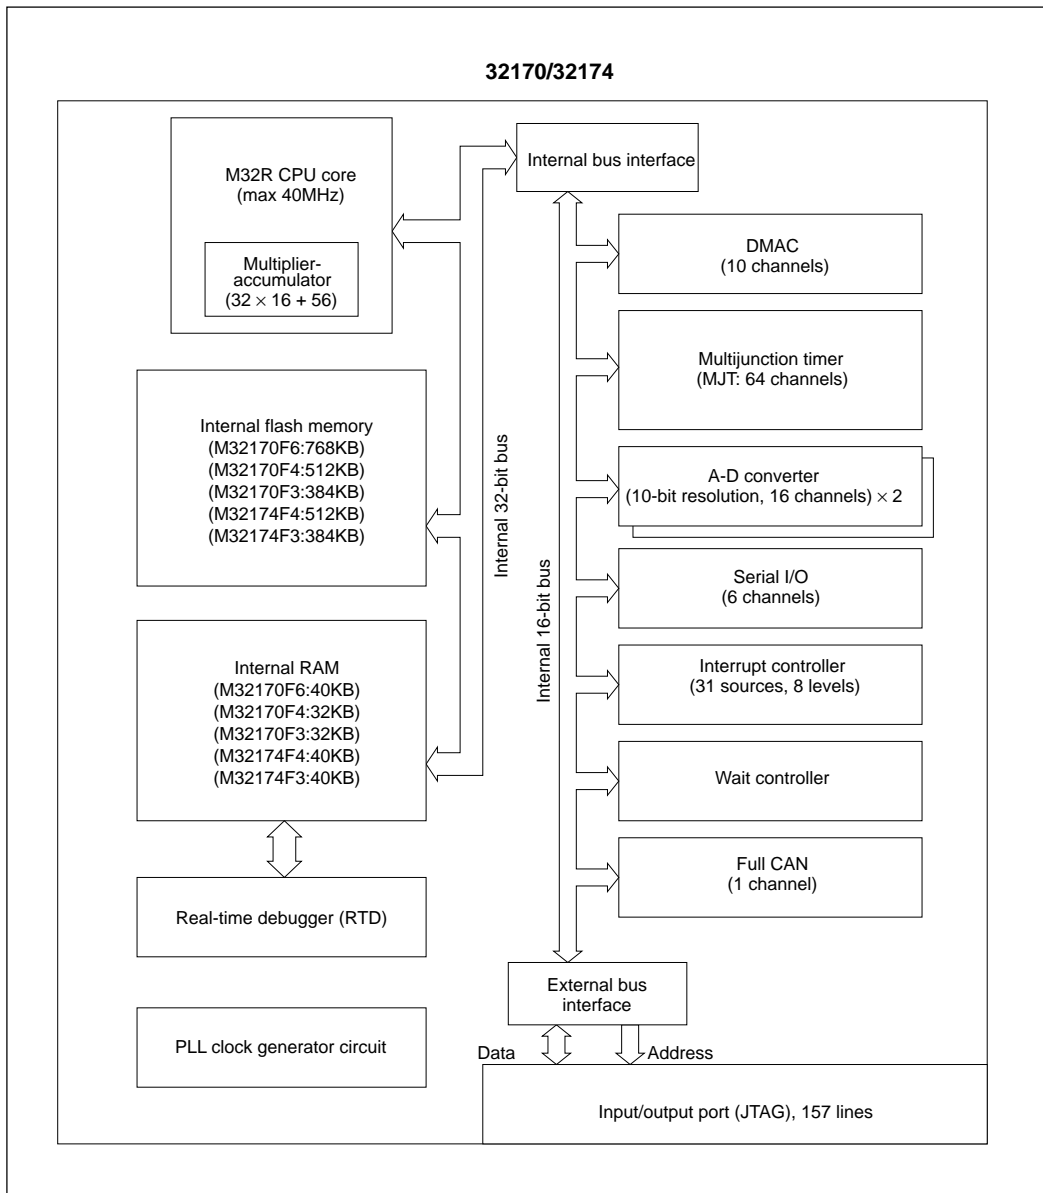 32170/32174
M32R CPU core
(max 40MHz)
Multiplier-
accumulator
(32 × 16 + 56)
Internal flash memory
(M32170F6:768KB)
(M32170F4:512KB)
(M32170F3:384KB)
(M32174F4:512KB)
(M32174F3:384KB)
Internal RAM
(M32170F6:40KB)
(M32170F4:32KB)
(M32170F3:32KB)
(M32174F4:40KB)
(M32174F3:40KB)
Real-time debugger (RTD)
PLL clock generator circuit
Internal 32-bit bus
Internal bus interface
Internal 16-bit bus
DMAC
(10 channels)
Multijunction timer
(MJT: 64 channels)
A-D converter
(10-bit resolution, 16 channels) × 2
Serial I/O
(6 channels)
Interrupt controller
(31 sources, 8 levels)
Wait controller
Full CAN
(1 channel)
External bus
interface
Data
Address
Input/output port (JTAG), 157 lines